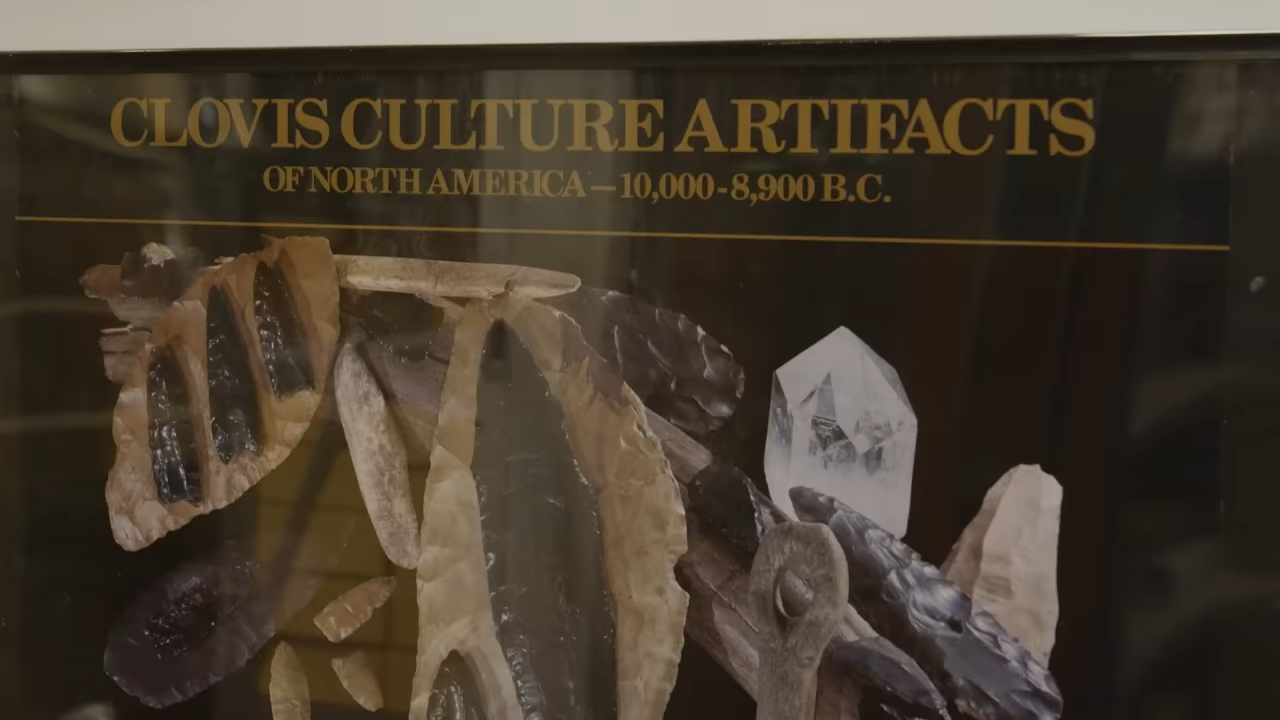 CLOVIS CULTURE ARTIFACTS
OF NORTH AMERICA — 10,000-8,900 B.C.